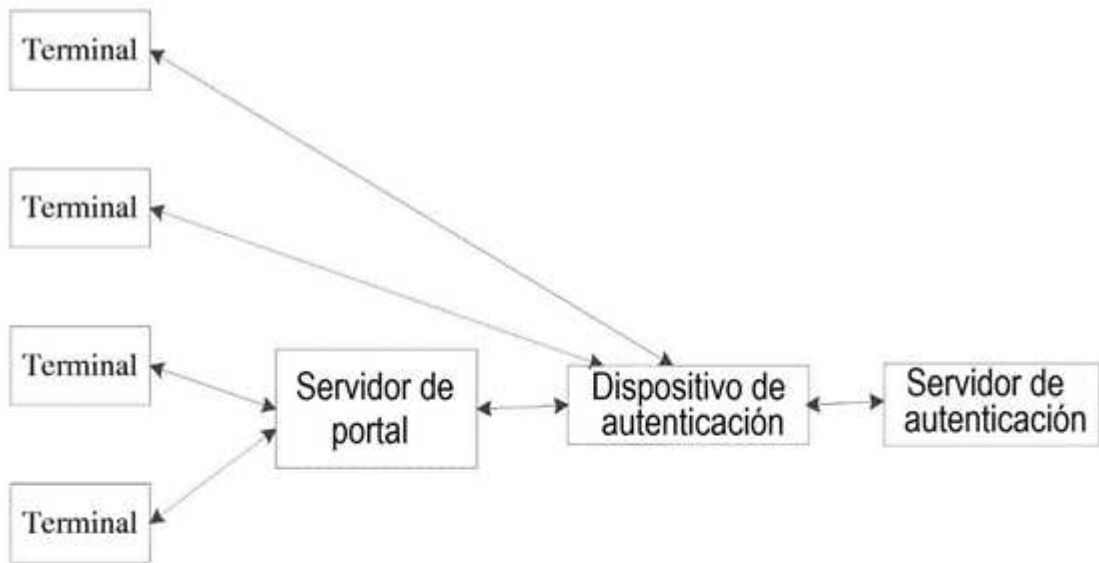 Terminal
Terminal
Terminal
Terminal
Servidor de
portal
Dispositivo de
autenticación
Servidor de
autenticación